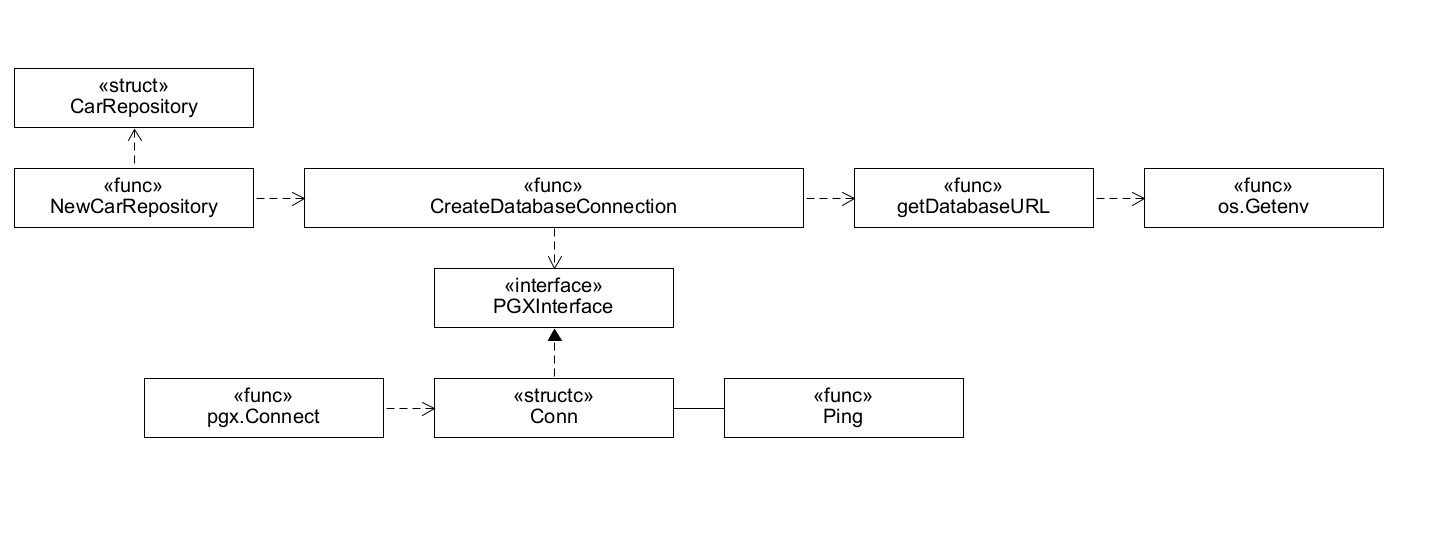 «struct»
CarRepository
«func»
NewCarRepository
«func»
CreateDatabaseConnection
«func»
getDatabaseURL
«func»
os.Getenv
«interface»
PGXInterface
«func»
pgx.Connect
«structc»
Conn
«func»
Ping